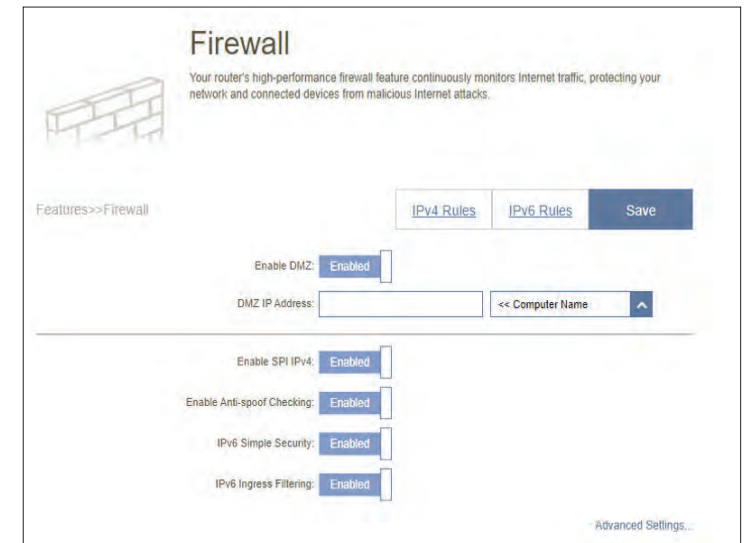 Firewall
Your router's high-performance firewall feature continuously monitors Internet traffic, protecting your
network and connected devices from malicious Internet attacks.
Features>>Firewall
IPv4 Rules
IPv6 Rules
Save
Enable DMZ: Enabled
DMZ IP Address: << Computer Name
Enable SPI IPv4: Enabled
Enable Anti-spoof Checking: Enabled
IPv6 Simple Security: Enabled
IPv6 Ingress Filtering: Enabled
Advanced Settings...